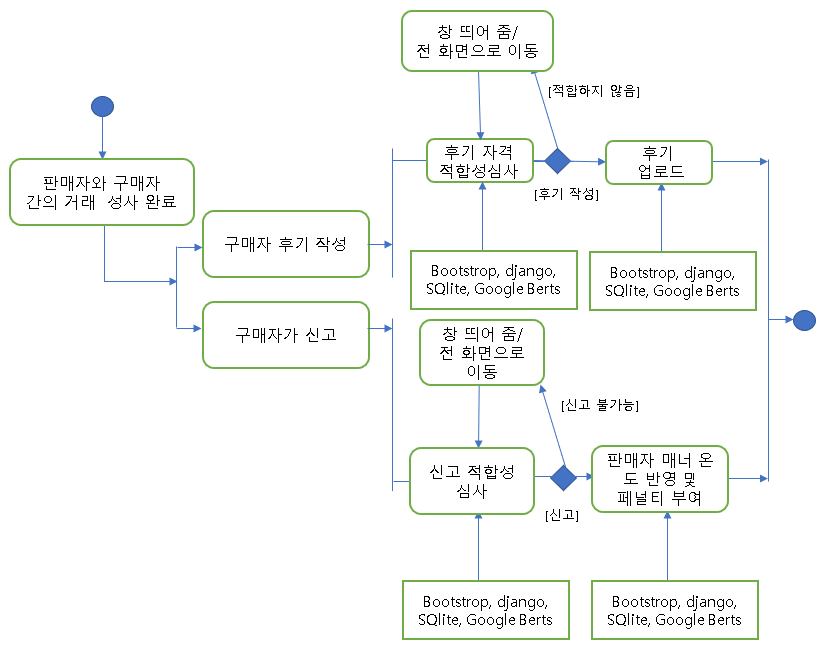 창 띄어 줌/
전 화면으로 이동
[적합하지 않음]
판매자와 구매자
간의 거래 성사 완료
후기 자격
적합성심사
후기
업로드
[후기 작성]
구매자 후기 작성
Bootstrop, django,
SQlite, Google Berts
Bootstrop, django,
SQlite, Google Berts
구매자가 신고
창 띄어 줌/
전 화면으로
이동
[신고 불가능]
신고 적합성
심사
판매자 매너 온
도 반영 및
페널티 부여
[신고]
Bootstrop, django,
SQlite, Google Berts
Bootstrop, django,
SQlite, Google Berts